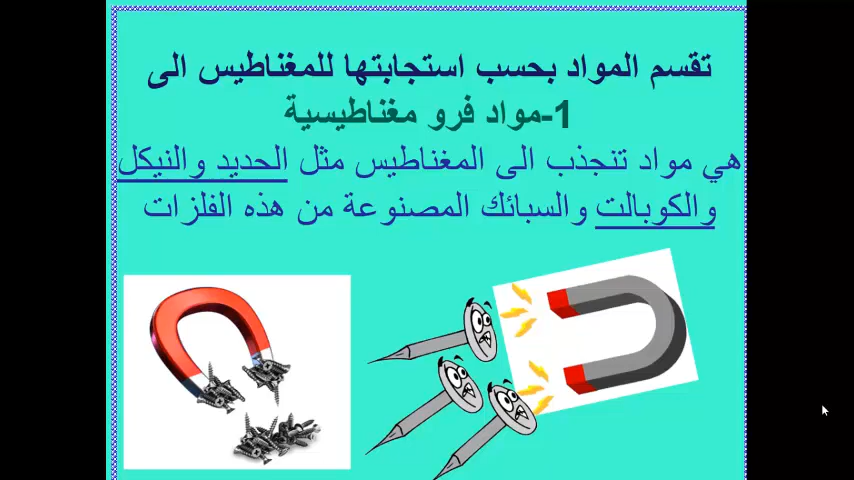 تقسم المواد بحسب استجابتها للمغناطيس الى
1-مواد فرو مغناطيسية
هي مواد تنجذب الى المغناطيس مثل الحديد والنيكل
والكوبالت والسبائك المصنوعة من هذه الفلزات